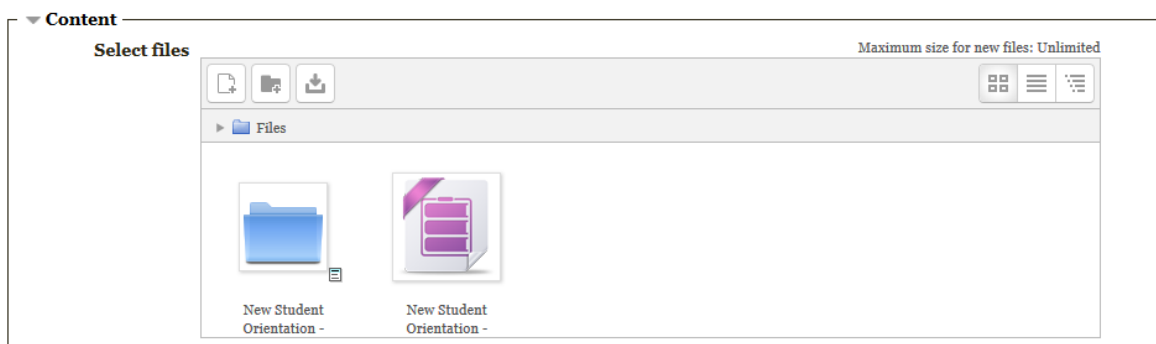 Content
Select files
Maximum size for new files: Unlimited
Files
New Student
Orientation -
New Student
Orientation -